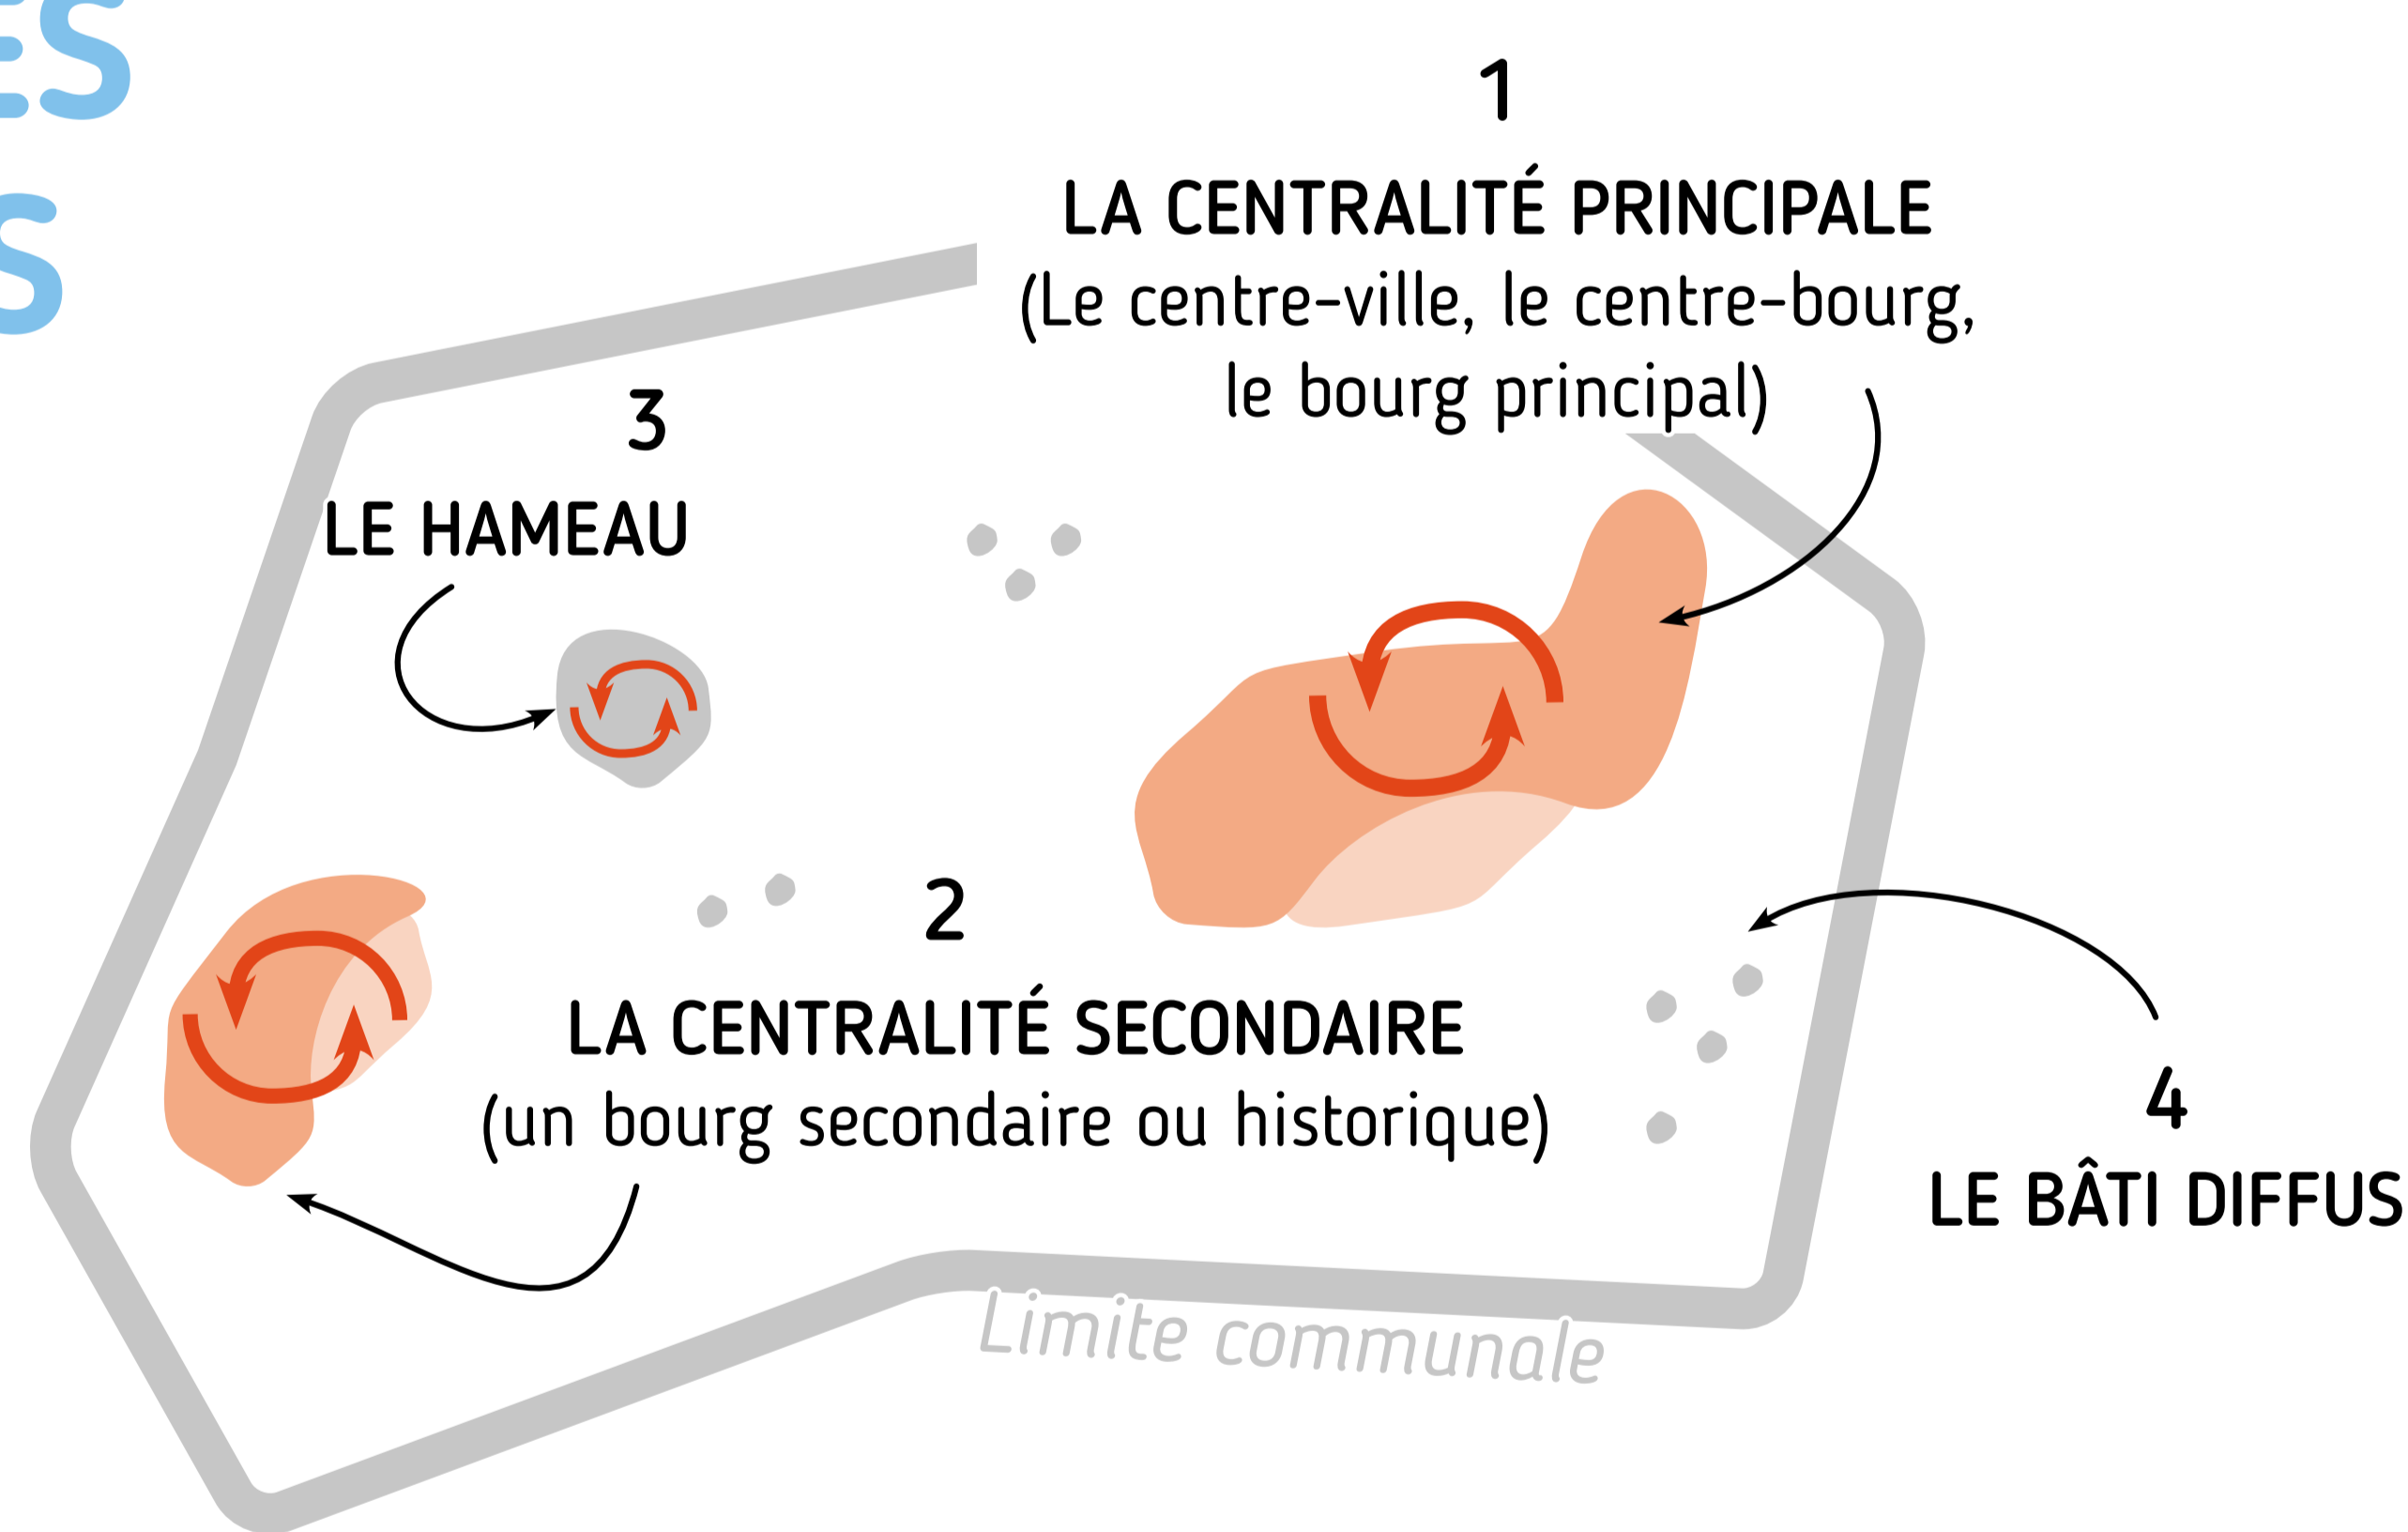 ES
S
1
LA CENTRALITÉ PRINCIPALE
(Le centre-ville, le centre-bourg,
le bourg principal)
3
LE HAMEAU
2
LA CENTRALITÉ SECONDAIRE
(un bourg secondaire ou historique)
4
LE BÂTI DIFFUS
Limite communale